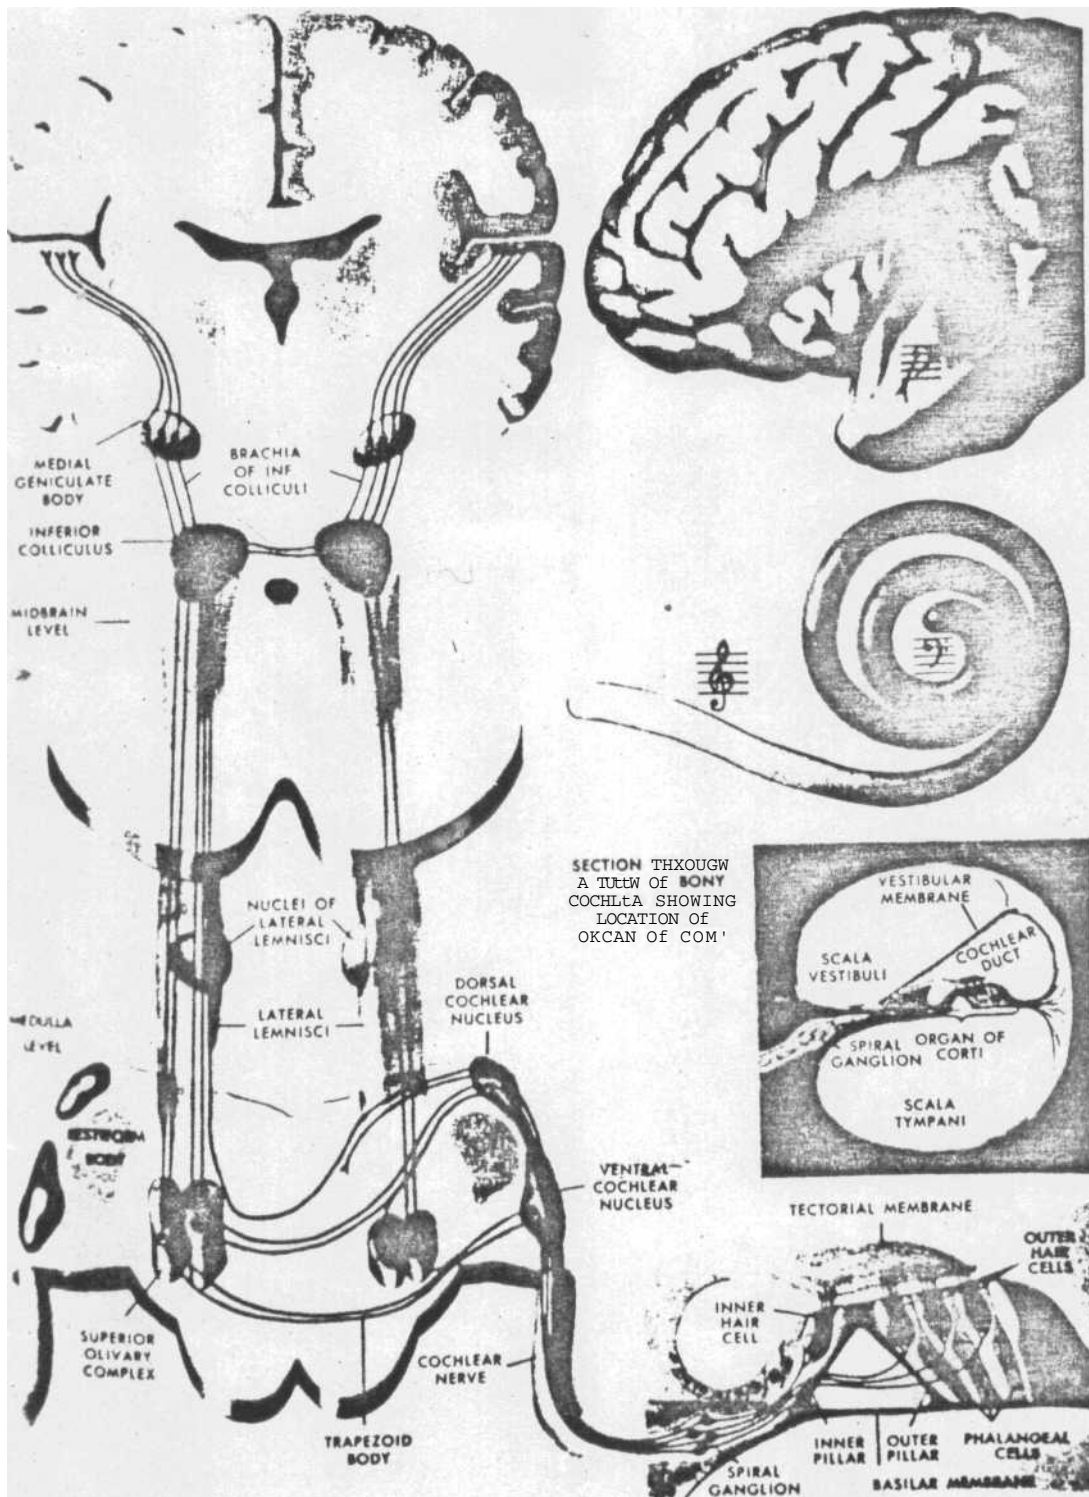 MEDIAL
GENICULATE
BODY
BRACHIA
OF INF
COLLICULI
INFERIOR
COLLICULUS
MIDBRAIN
LEVEL
NUCLEI OF
LATERAL
LEMNISCI
LATERAL
LEMNISCI
DORSAL
COCHLEAR
NUCLEUS
EDULLA
LEVEL
RESTIFORM
BODY
VENTRAL
COCHLEAR
NUCLEUS
SUPERIOR
OLIVARY
COMPLEX
COCHLEAR
NERVE
TRAPEZOID
BODY
SECTION THXOUGW
A TUttW Of BONY
COCHLtA SHOWING
LOCATION Of
OKCAN Of COM'
VESTIBULAR
MEMBRANE
COCHLEAR
DUCT
SCALA
VESTIBULI
SPIRAL
GANGLION
ORGAN OF
CORTI
SCALA
TYMPANI
TECTORIAL MEMBRANE
OUTER
HAIR
CELLS
INNER
HAIR
CELL
INNER
PILLAR
OUTER
PILLAR
PHALANGEAL
CELLS
SPIRAL
GANGLION
BASILAR MEMBRANE